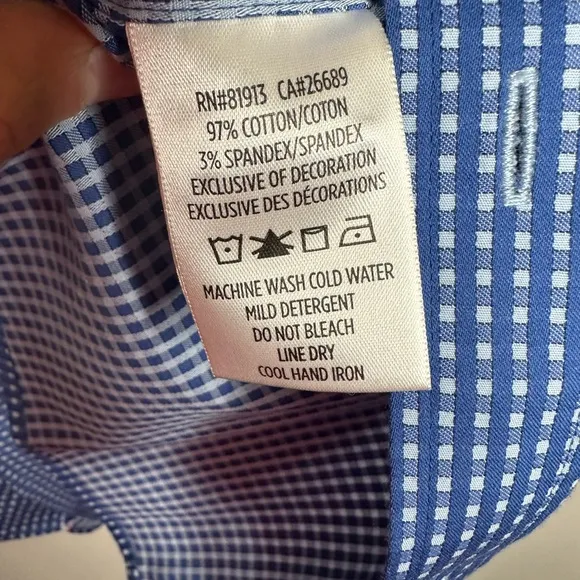 RN#81913 CA#26689
97% COTTON/COTON
3% SPANDEX/SPANDEX
EXCLUSIVE OF DECORATION
EXCLUSIVE DES DÉCORATIONS
MACHINE WASH COLD WATER
MILD DETERGENT
DO NOT BLEACH
LINE DRY
COOL HAND IRON